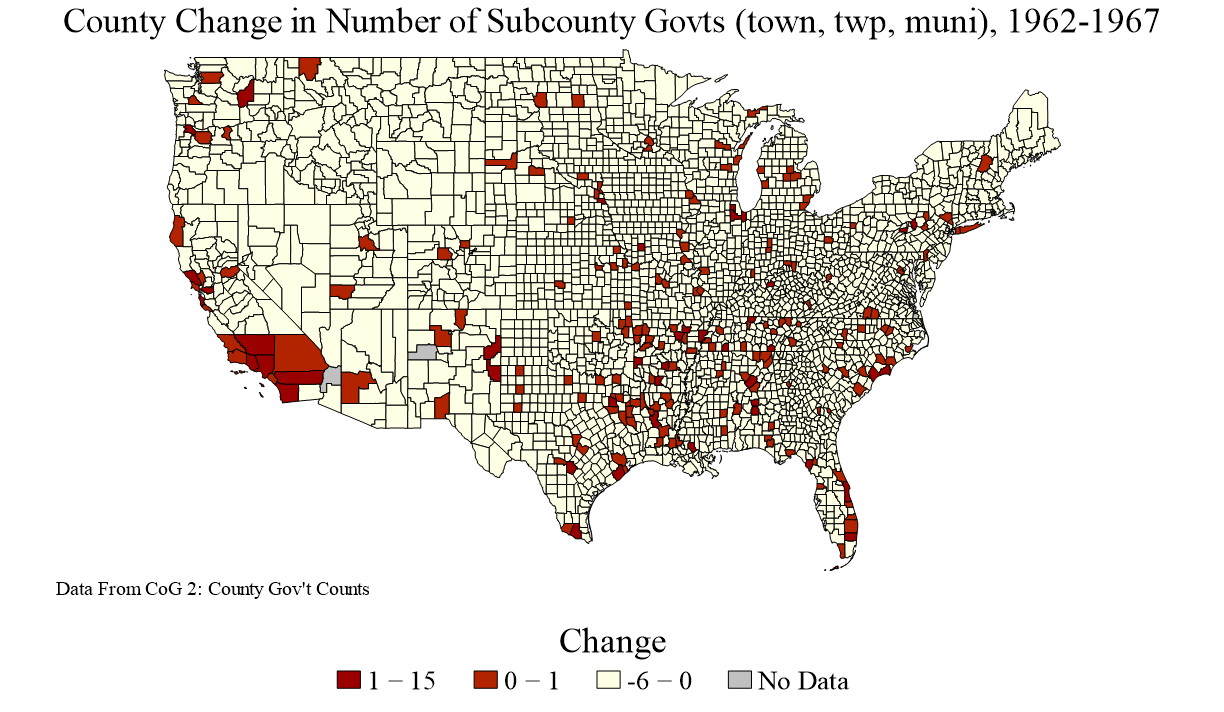 County Change in Number of Subcounty Govts (town, twp, muni), 1962-1967
Data From CoG 2: County Gov't Counts
Change
1 − 15
0 − 1
-6 − 0
No Data